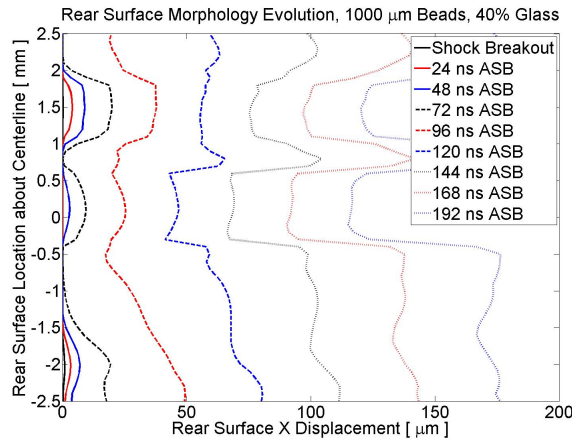 Rear Surface Morphology Evolution, 1000 μm Beads, 40% Glass
Rear Surface Location about Centerline [ mm ]
2.5
2
1.5
1
0.5
0
-0.5
-1
-1.5
-2
-2.5
Shock Breakout
24 ns ASB
48 ns ASB
72 ns ASB
96 ns ASB
120 ns ASB
144 ns ASB
168 ns ASB
192 ns ASB
0
50
100
150
200
Rear Surface X Displacement [ μm ]